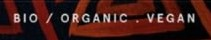 BIO / ORGANIC . VEGAN